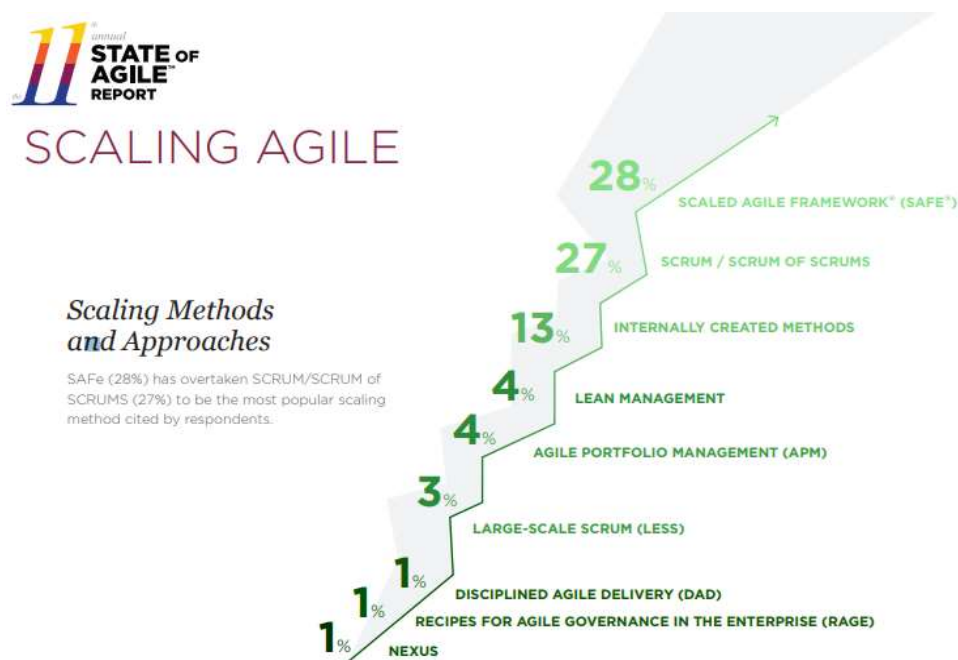 the 11® annual
STATE OF
AGILE™
REPORT
SCALING AGILE
Scaling Methods
and Approaches
SAFe (28%) has overtaken SCRUM/SCRUM of
SCRUMS (27%) to be the most popular scaling
method cited by respondents.
28%
SCALED AGILE FRAMEWORK® (SAFE®)
27%
SCRUM / SCRUM OF SCRUMS
13%
INTERNALLY CREATED METHODS
4%
LEAN MANAGEMENT
4%
AGILE PORTFOLIO MANAGEMENT (APM)
3%
LARGE-SCALE SCRUM (LESS)
1%
DISCIPLINED AGILE DELIVERY (DAD)
1%
RECIPES FOR AGILE GOVERNANCE IN THE ENTERPRISE (RAGE)
1%
NEXUS